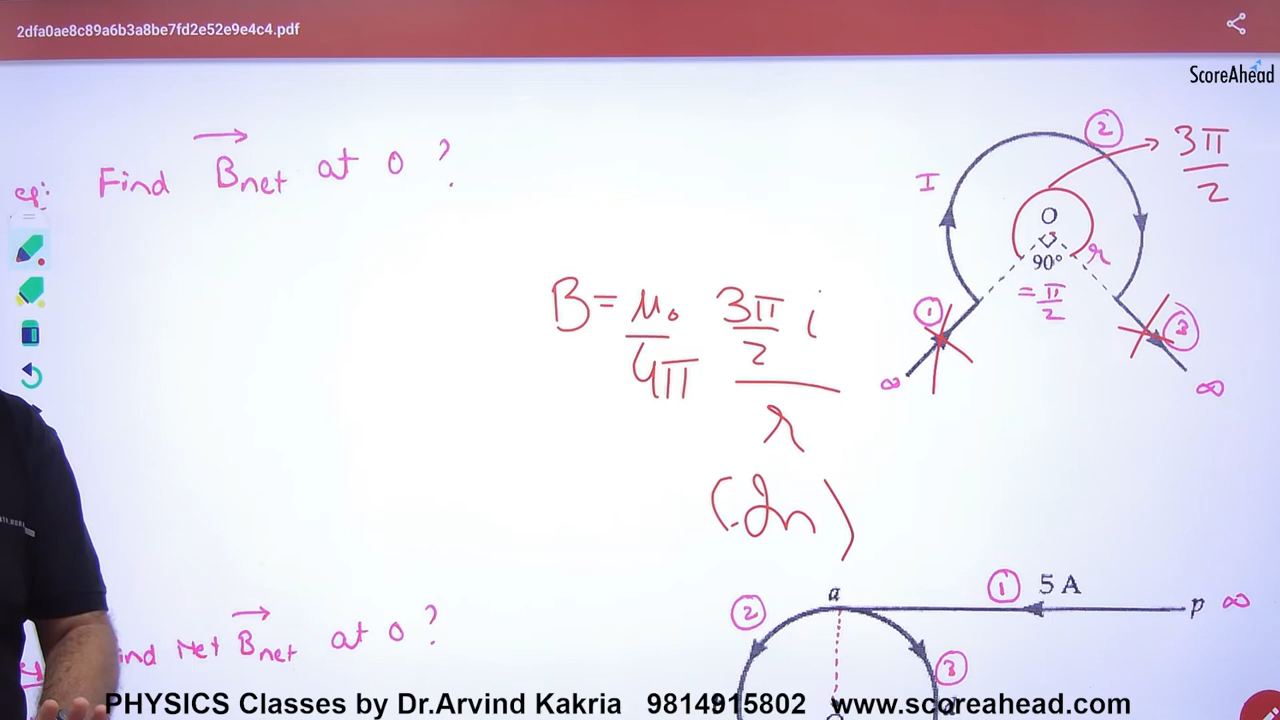 2dfa0ae8c89a6b3a8be7fd2e52e9e4c4.pdf
ScoreAhead
eg:
Find B⃗net at O ?
I
②
3π/2
O
90°
= π/2
r
①
③
∞
∞
B = μ₀/4π (3π/2) i / r
(In)
① 5 A
a
p ∞
②
③
Find Net B⃗net at O ?
PHYSICS Classes by Dr.Arvind Kakria 9814915802 www.scoreahead.com